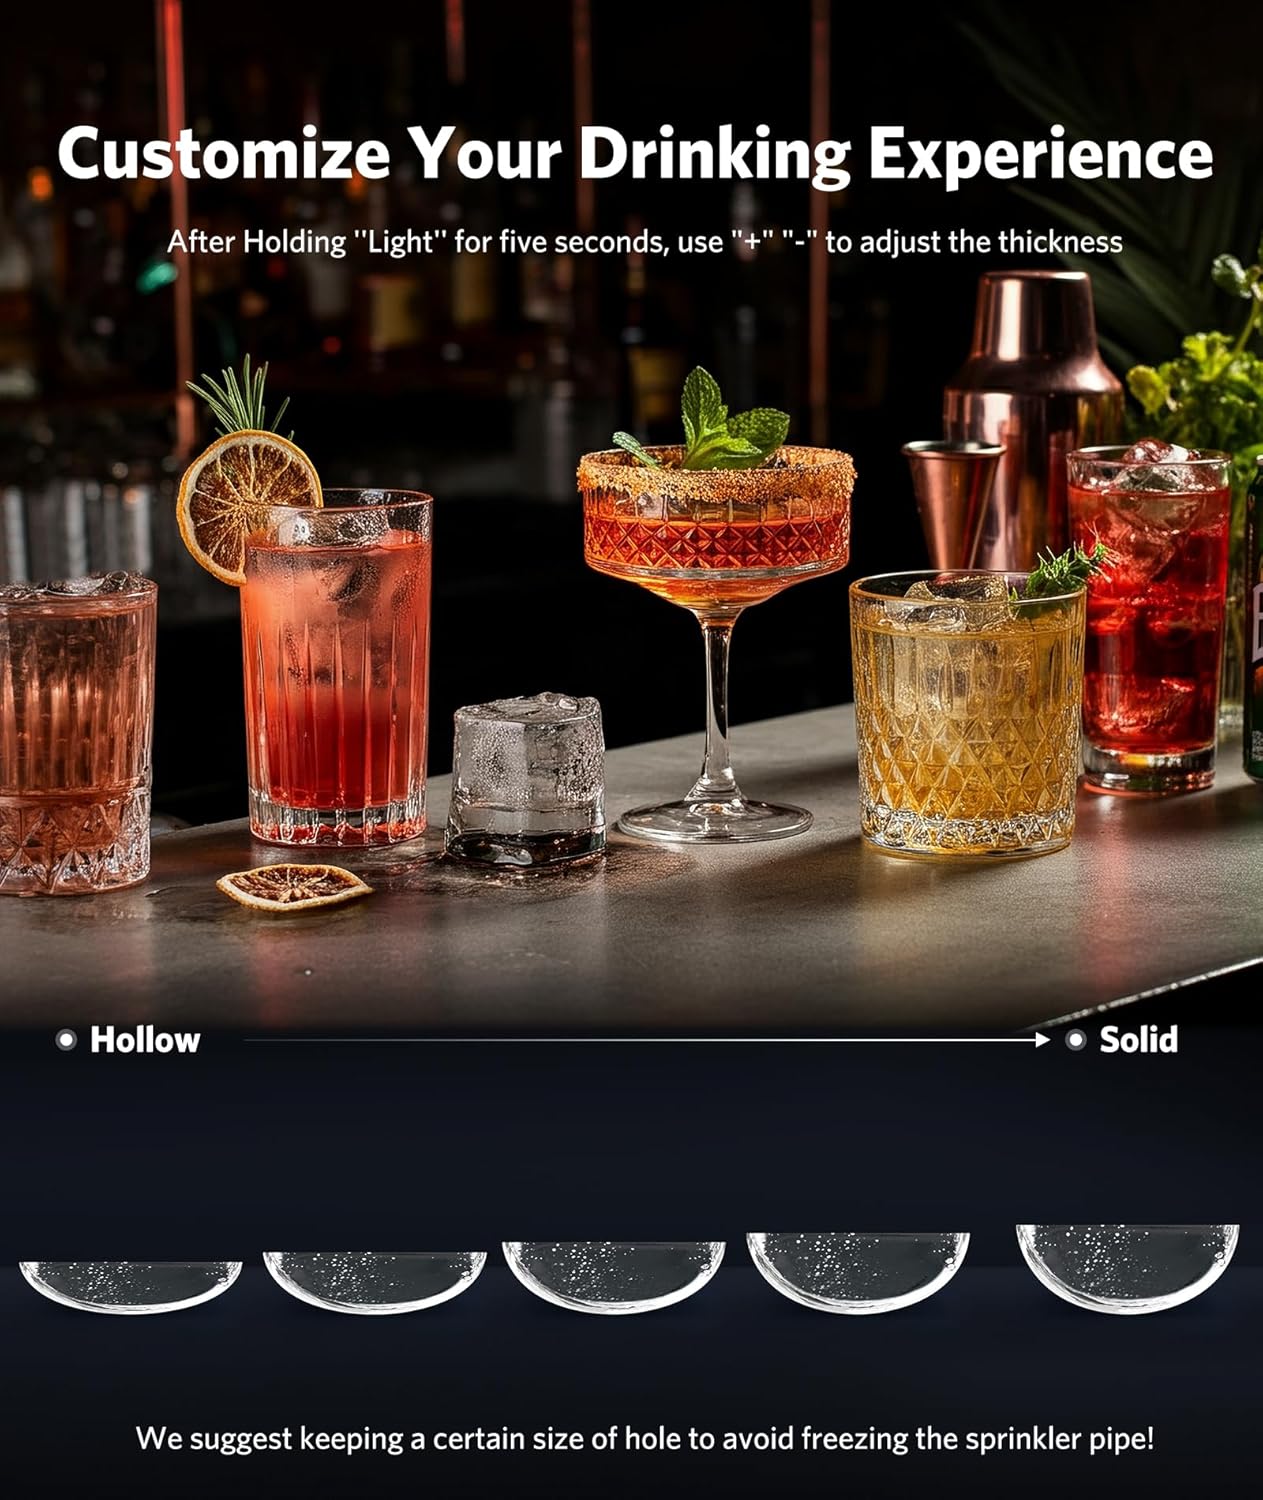 Customize Your Drinking Experience
After Holding "Light" for five seconds, use "+" "-" to adjust the thickness
Hollow
Solid
We suggest keeping a certain size of hole to avoid freezing the sprinkler pipe!